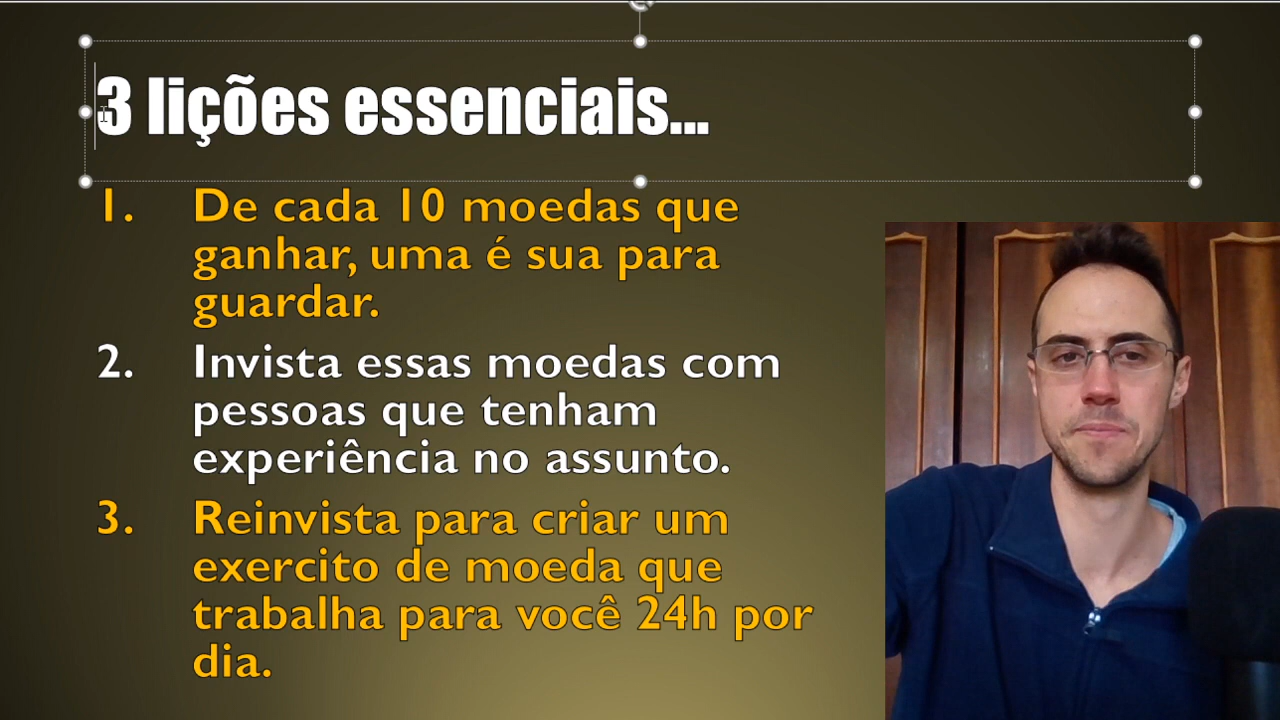 3 lições essenciais...
1. De cada 10 moedas que
ganhar, uma é sua para
guardar.
2. Invista essas moedas com
pessoas que tenham
experiência no assunto.
3. Reinvista para criar um
exercito de moeda que
trabalha para você 24h por
dia.